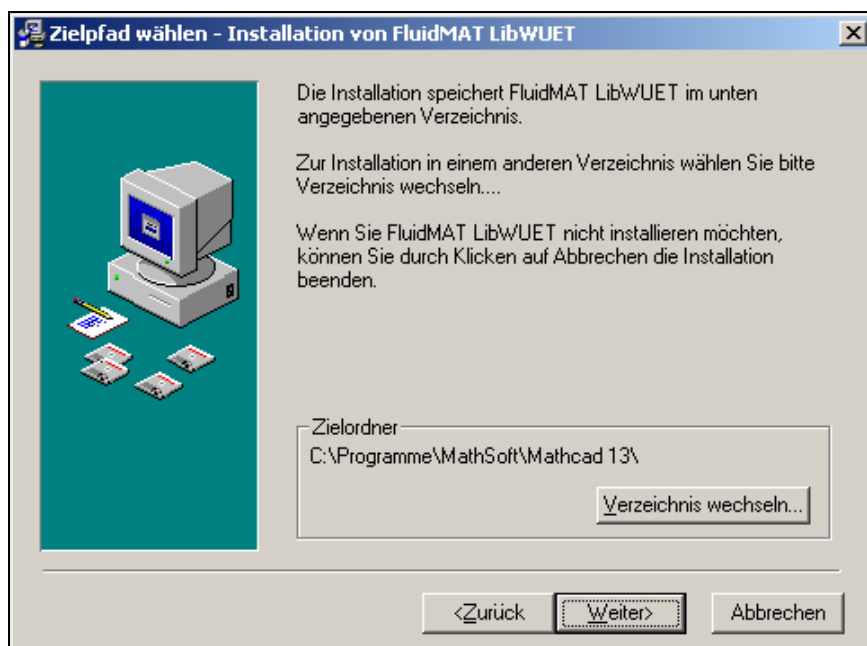 Zielpfad wählen - Installation von FluidMAT LibWUET
Die Installation speichert FluidMAT LibWUET im unten
angegebenen Verzeichnis.
Zur Installation in einem anderen Verzeichnis wählen Sie bitte
Verzeichnis wechseln....
Wenn Sie FluidMAT LibWUET nicht installieren möchten,
können Sie durch Klicken auf Abbrechen die Installation
beenden.
Zielordner
C:\Programme\MathSoft\Mathcad 13\
Verzeichnis wechseln...
<Zurück
Weiter>
Abbrechen